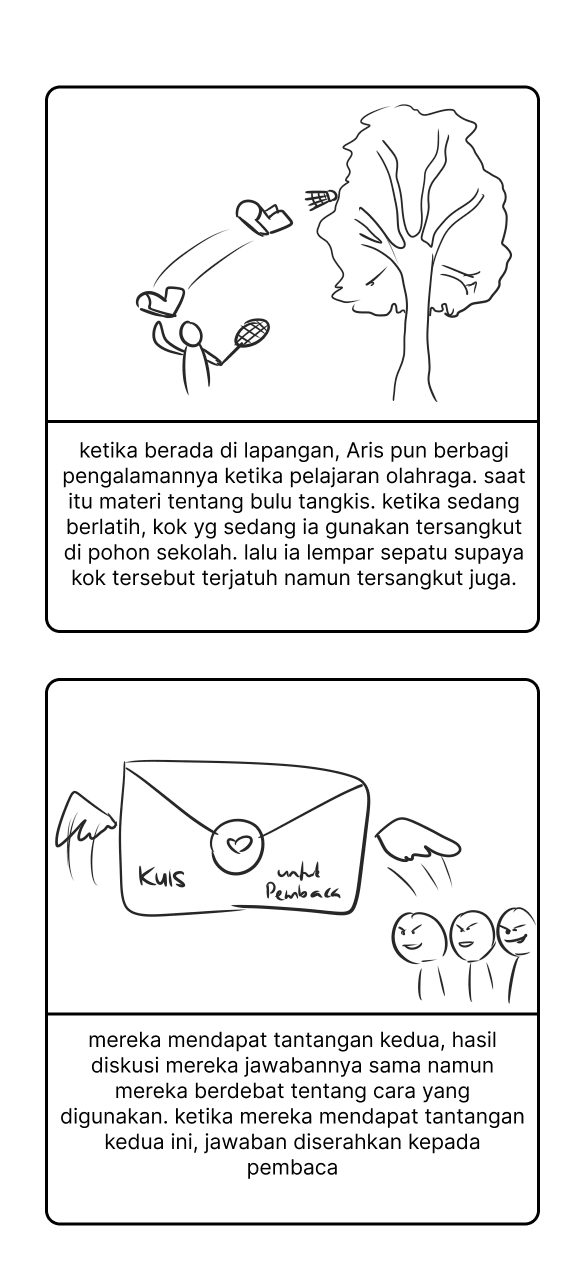 ketika berada di lapangan, Aris pun berbagi
pengalamannya ketika pelajaran olahraga. saat
itu materi tentang bulu tangkis. ketika sedang
berlatih, kok yg sedang ia gunakan tersangkut
di pohon sekolah. lalu ia lempar sepatu supaya
kok tersebut terjatuh namun tersangkut juga.
Kuis
untuk
Pembaca
mereka mendapat tantangan kedua, hasil
diskusi mereka jawabannya sama namun
mereka berdebat tentang cara yang
digunakan. ketika mereka mendapat tantangan
kedua ini, jawaban diserahkan kepada
pembaca